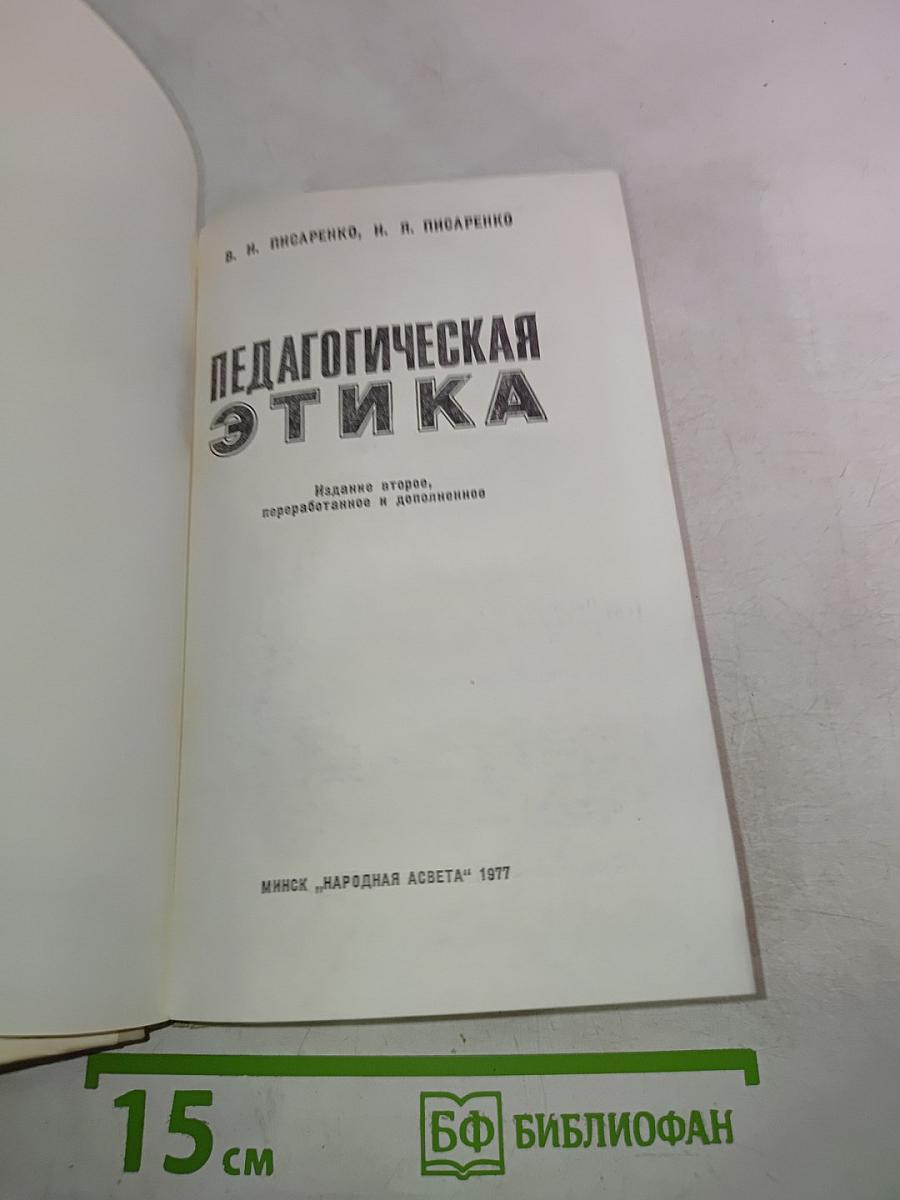 В. И. ПИСАРЕНКО, И. Я. ПИСАРЕНКО
ПЕДАГОГИЧЕСКАЯ
ЭТИКА
Издание второе,
переработанное и дополненное
МИНСК „НАРОДНАЯ АСВЕТА“ 1977
15 см
БФ БИБЛИОФАН